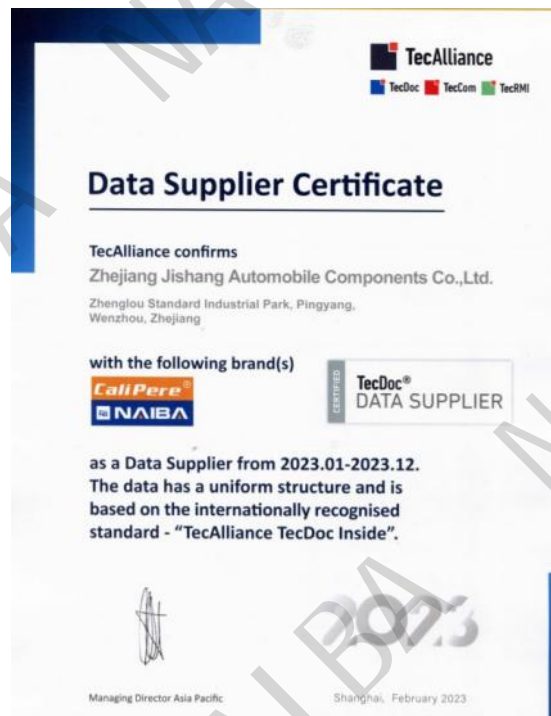 TecAlliance
TecDoc TecCom TecRMI
Data Supplier Certificate
TecAlliance confirms
Zhejiang Jishang Automobile Components Co.,Ltd.
Zhenglou Standard Industrial Park, Pingyang,
Wenzhou, Zhejiang
with the following brand(s)
CaliPere®
NAIBA
CERTIFIED
TecDoc®
DATA SUPPLIER
as a Data Supplier from 2023.01-2023.12.
The data has a uniform structure and is
based on the internationally recognised
standard - “TecAlliance TecDoc Inside”.
2023
Managing Director Asia Pacific
Shanghai, February 2023